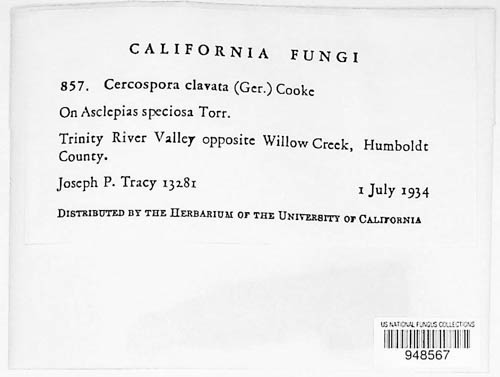 CALIFORNIA FUNGI
857. Cercospora clavata (Ger.) Cooke
On Asclepias speciosa Torr.
Trinity River Valley opposite Willow Creek, Humboldt
County.
Joseph P. Tracy 13281 1 July 1934
DISTRIBUTED BY THE HERBARIUM OF THE UNIVERSITY OF CALIFORNIA
US NATIONAL FUNGUS COLLECTIONS
948567